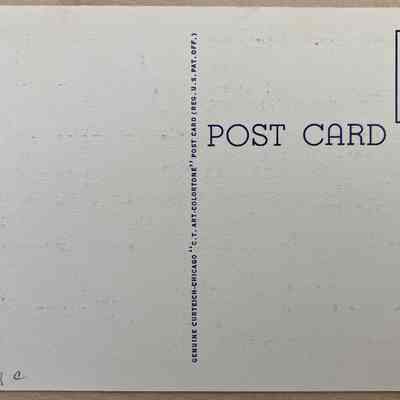 GENUINE CURTEICH-CHICAGO "C.T. ART-COLORTONE" POST CARD (REG. U.S. PAT. OFF.)
POST CARD